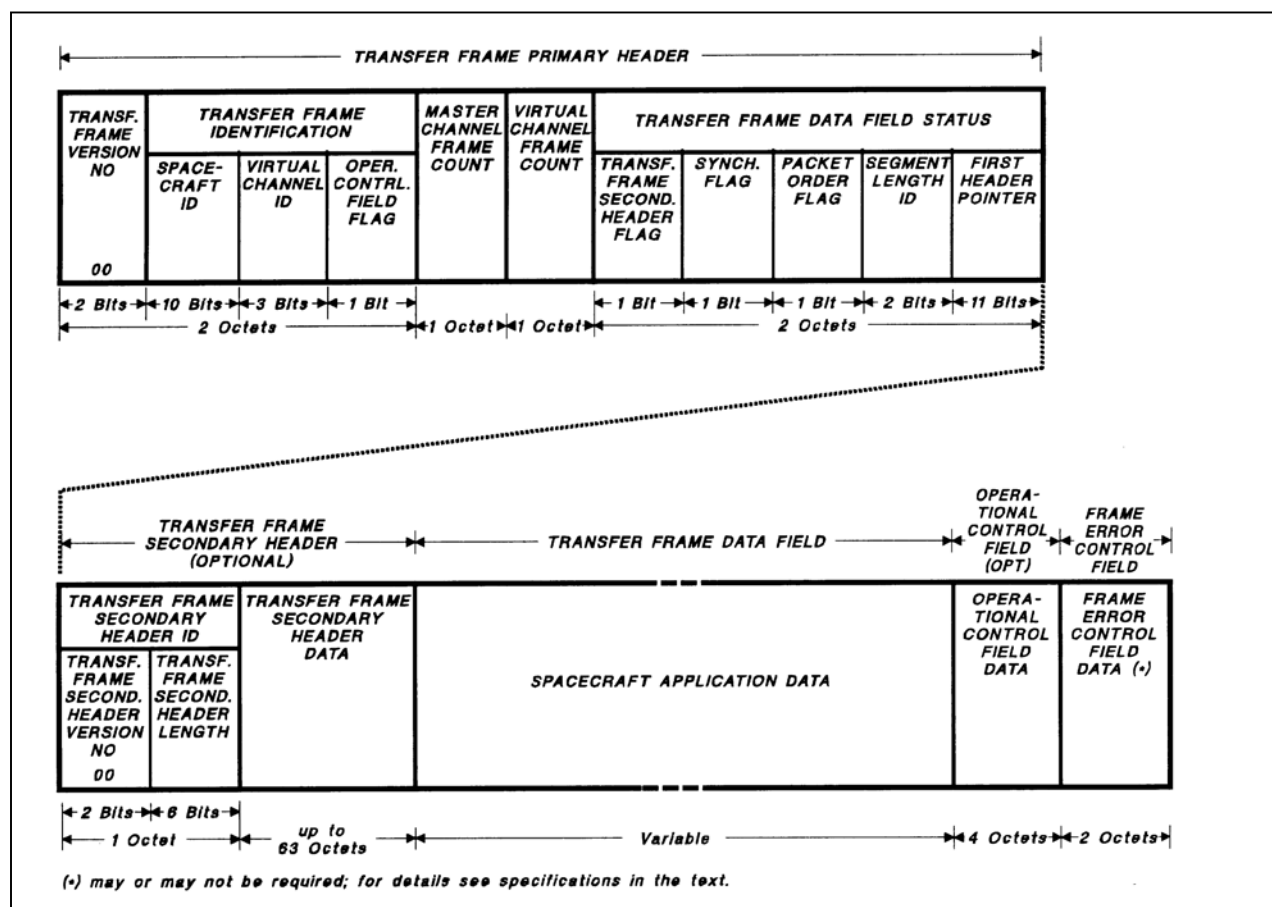 TRANSFER FRAME PRIMARY HEADER
TRANSF.
FRAME
VERSION
NO
00
TRANSFER FRAME
IDENTIFICATION
SPACE-
CRAFT
ID
VIRTUAL
CHANNEL
ID
OPER.
CONTRL.
FIELD
FLAG
MASTER
CHANNEL
FRAME
COUNT
VIRTUAL
CHANNEL
FRAME
COUNT
TRANSFER FRAME DATA FIELD STATUS
TRANSF.
FRAME
SECOND.
HEADER
FLAG
SYNCH.
FLAG
PACKET
ORDER
FLAG
SEGMENT
LENGTH
ID
FIRST
HEADER
POINTER
2 Bits 10 Bits 3 Bits 1 Bit 1 Bit 1 Bit 1 Bit 2 Bits 11 Bits
2 Octets 1 Octet 1 Octet 2 Octets
TRANSFER FRAME
SECONDARY HEADER
(OPTIONAL)
TRANSFER FRAME DATA FIELD
OPERA-
TIONAL
CONTROL
FIELD
(OPT)
FRAME
ERROR
CONTROL
FIELD
TRANSFER FRAME
SECONDARY
HEADER ID
TRANSF.
FRAME
SECOND.
HEADER
VERSION
NO
00
TRANSF.
FRAME
SECOND.
HEADER
LENGTH
TRANSFER FRAME
SECONDARY
HEADER
DATA
SPACECRAFT APPLICATION DATA
OPERA-
TIONAL
CONTROL
FIELD
DATA
FRAME
ERROR
CONTROL
FIELD
DATA (*)
2 Bits 6 Bits
1 Octet
up to
63 Octets
Variable
4 Octets 2 Octets
(*) may or may not be required; for details see specifications in the text.